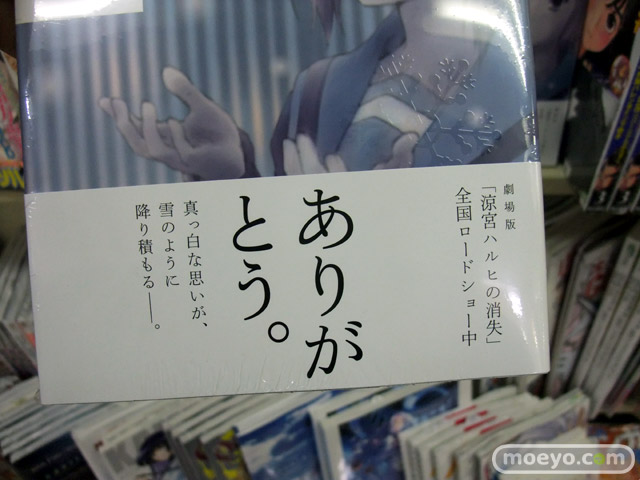 劇場版
「涼宮ハルヒの消失」
全国ロードショー中
ありが
とう。
真っ白な思いが、
雪のように
降り積もる――。
moeyo.com